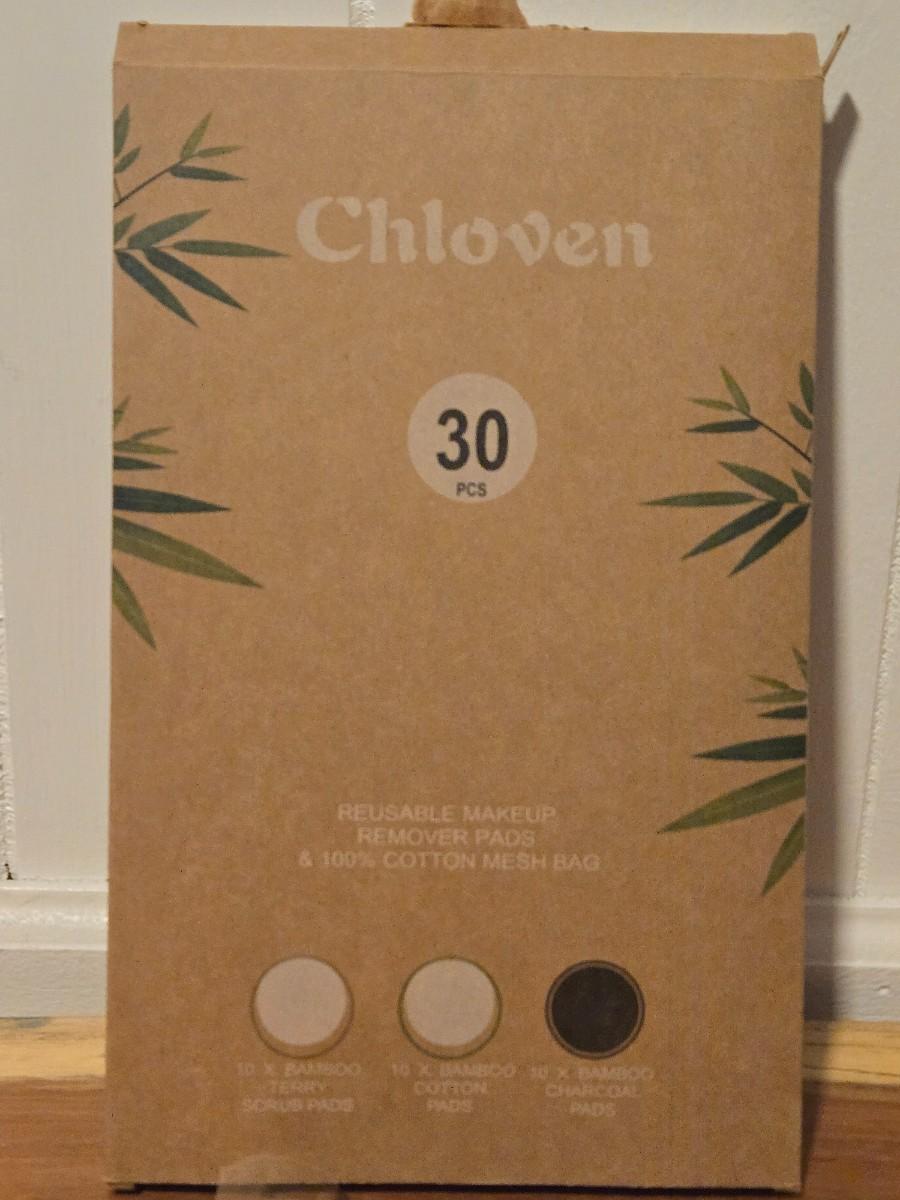 Chloven
30
PCS
REUSABLE MAKEUP
REMOVER PADS
& 100% COTTON MESH BAG
10 X BAMBOO
TERRY
SCRUB PADS
10 X BAMBOO
COTTON
PADS
10 X BAMBOO
CHARCOAL
PADS